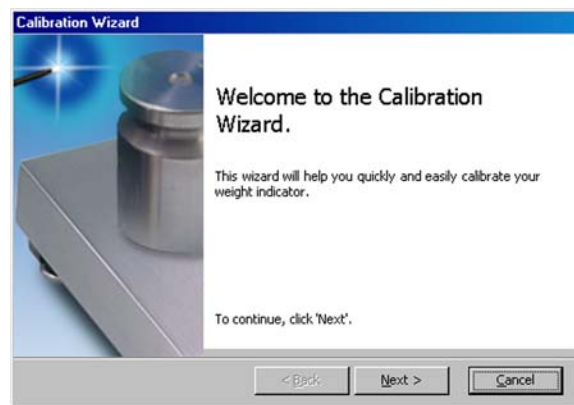 Calibration Wizard
Welcome to the Calibration
Wizard.
This wizard will help you quickly and easily calibrate your
weight indicator.
To continue, click 'Next'.
< Back
Next >
Cancel